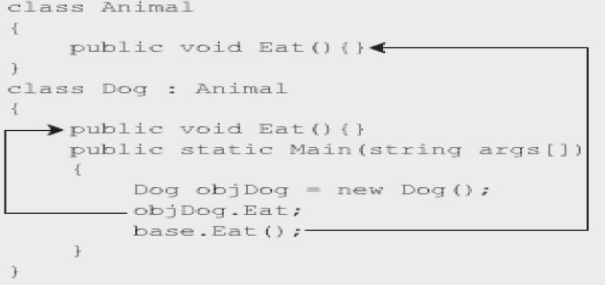 class Animal
{
public void Eat(){}
}
class Dog : Animal
{
public void Eat(){}
public static Main(string args[])
{
Dog objDog = new Dog();
objDog.Eat;
base.Eat();
}
}